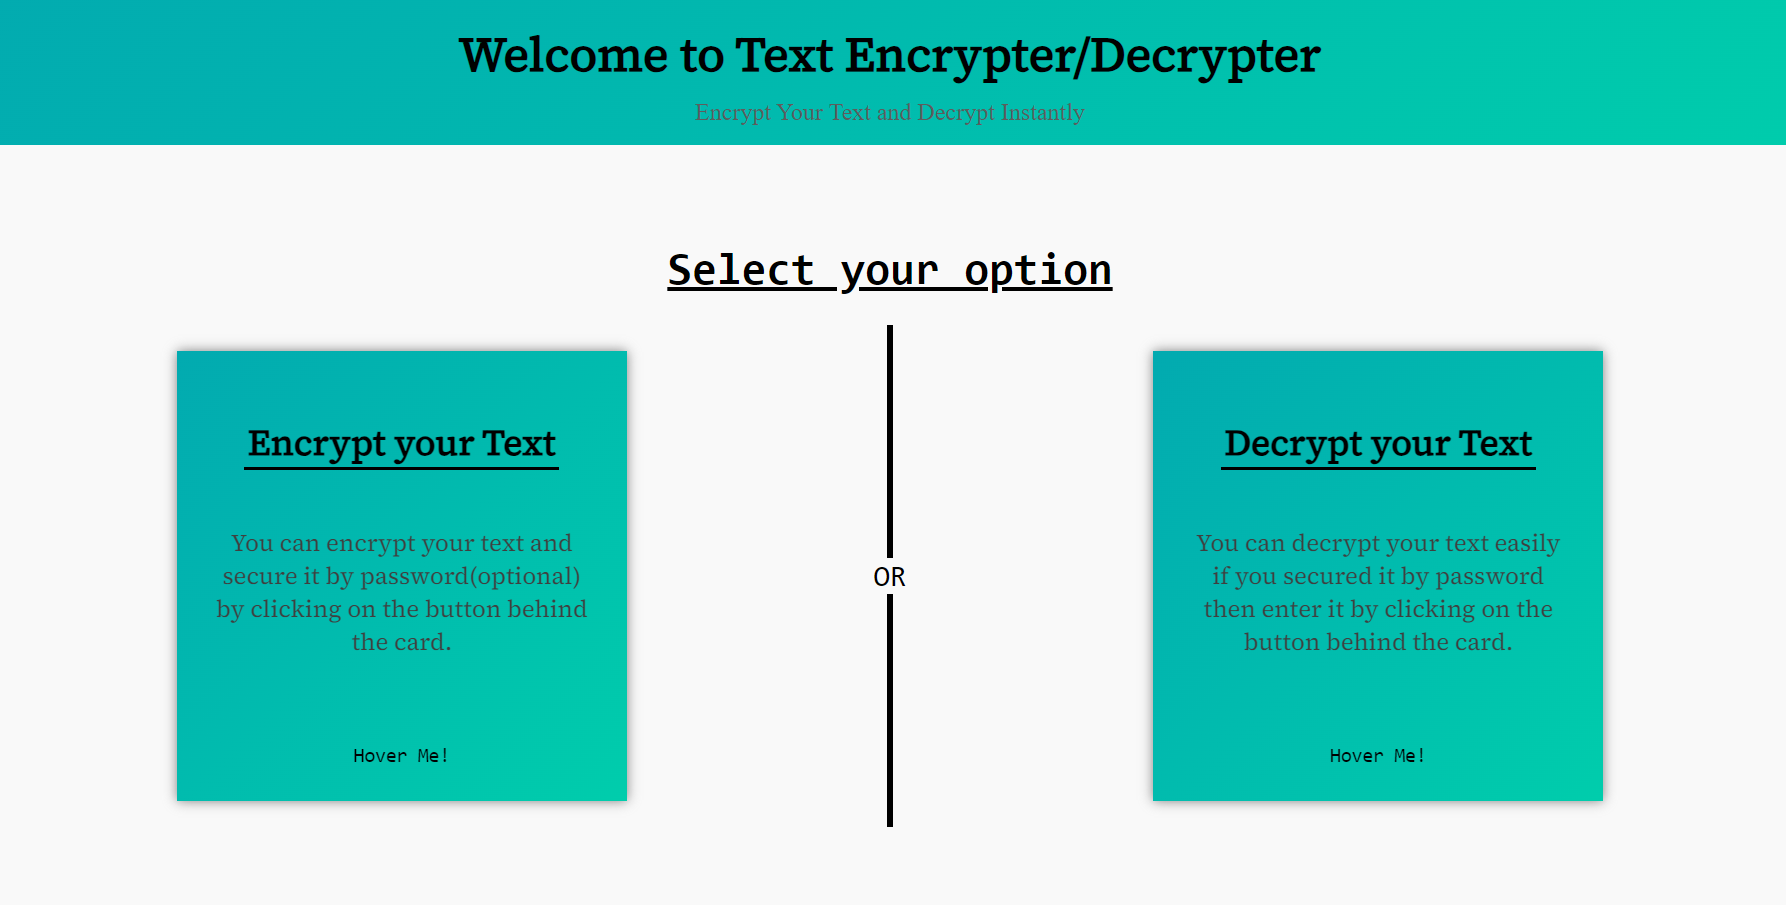 Welcome to Text Encrypter/Decrypter
Encrypt Your Text and Decrypt Instantly
Select your option
Encrypt your Text
You can encrypt your text and
secure it by password(optional)
by clicking on the button behind
the card.
Hover Me!
OR
Decrypt your Text
You can decrypt your text easily
if you secured it by password
then enter it by clicking on the
button behind the card.
Hover Me!